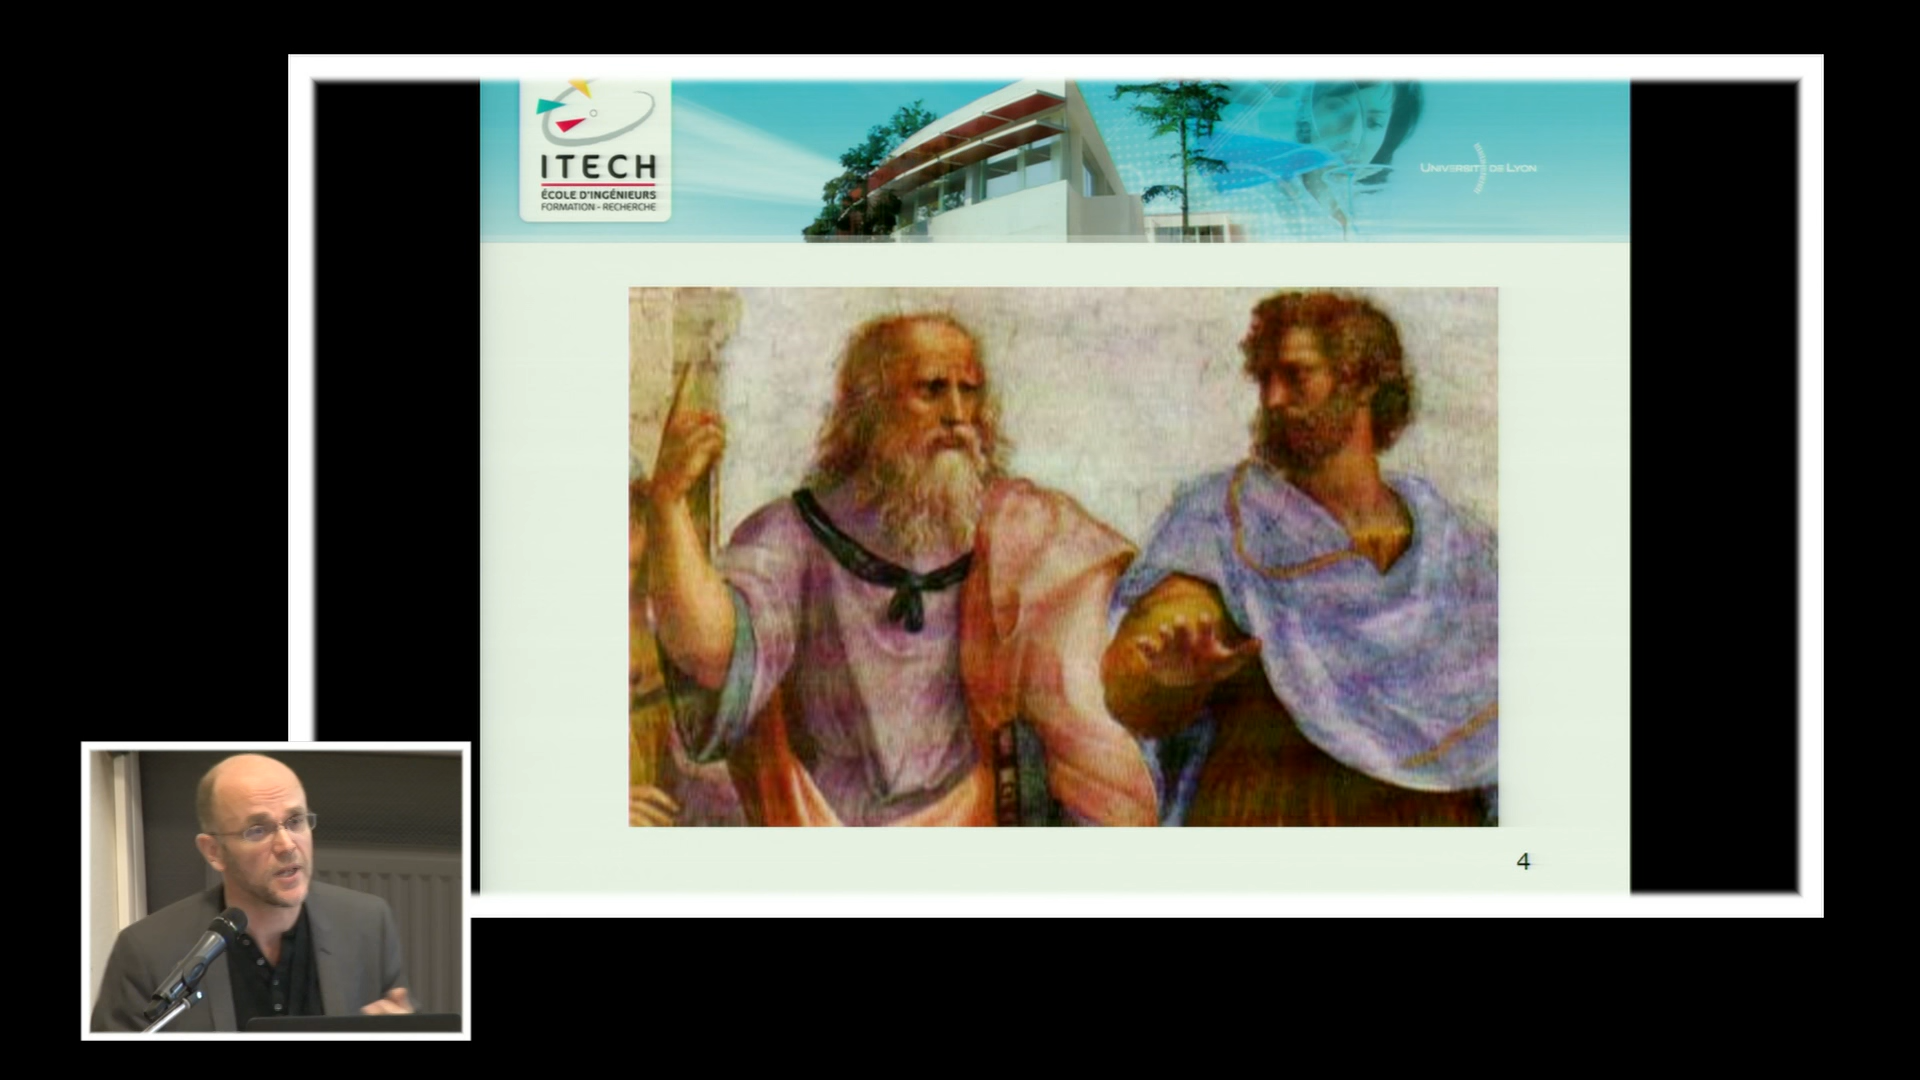 ITECH
ÉCOLE D'INGÉNIEURS
FORMATION - RECHERCHE
UNIVERSITÉ DE LYON
4